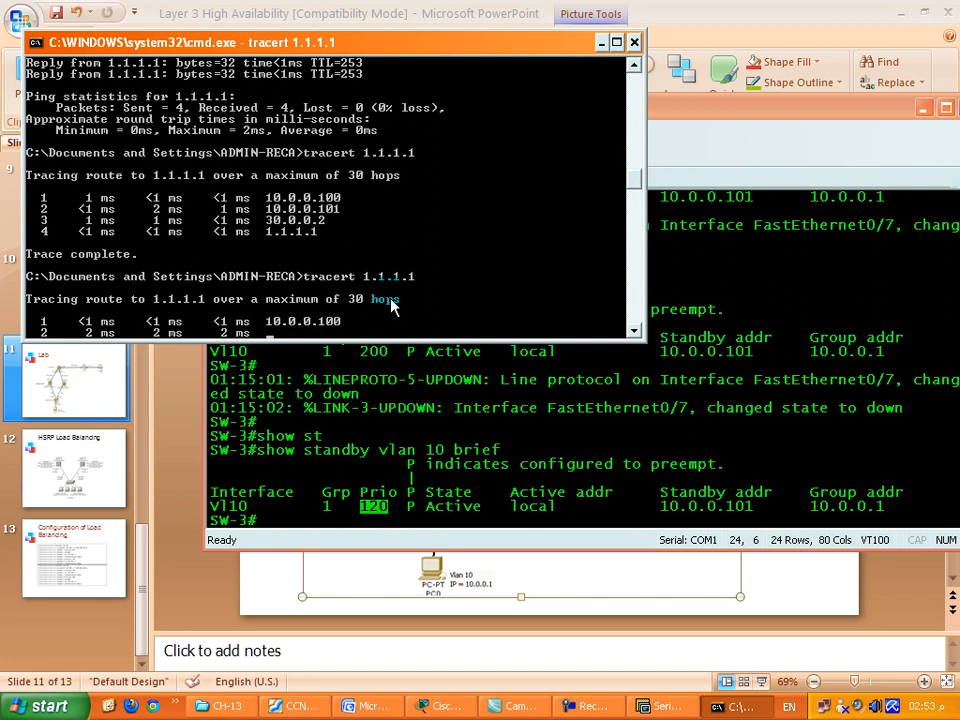 Layer 3 High Availability [Compatibility Mode] - Microsoft PowerPoint
Picture Tools
C:\WINDOWS\system32\cmd.exe - tracert 1.1.1.1
Shape Fill
Find
Shape Outline
Replace
Reply from 1.1.1.1: bytes=32 time<1ms TTL=253
Reply from 1.1.1.1: bytes=32 time<1ms TTL=253
Ping statistics for 1.1.1.1:
Packets: Sent = 4, Received = 4, Lost = 0 (0% loss),
Approximate round trip times in milli-seconds:
Minimum = 0ms, Maximum = 2ms, Average = 0ms
C:\Documents and Settings\ADMIN-RECA>tracert 1.1.1.1
Tracing route to 1.1.1.1 over a maximum of 30 hops
1 1 ms <1 ms <1 ms 10.0.0.100
2 <1 ms 2 ms 1 ms 10.0.0.101
3 1 ms 1 ms <1 ms 30.0.0.2
4 <1 ms <1 ms <1 ms 1.1.1.1
Trace complete.
C:\Documents and Settings\ADMIN-RECA>tracert 1.1.1.1
Tracing route to 1.1.1.1 over a maximum of 30 hops
1 <1 ms <1 ms <1 ms 10.0.0.100
2 2 ms 2 ms 2 ms
10.0.0.101 10.0.0.1
Interface FastEthernet0/7, chang
preempt.
Standby addr Group addr
Vl10 1 200 P Active local 10.0.0.101 10.0.0.1
SW-3#
01:15:01: %LINEPROTO-5-UPDOWN: Line protocol on Interface FastEthernet0/7, chang
ed state to down
01:15:02: %LINK-3-UPDOWN: Interface FastEthernet0/7, changed state to down
SW-3#
SW-3#show st
SW-3#show standby vlan 10 brief
P indicates configured to preempt.
|
Interface Grp Prio P State Active addr Standby addr Group addr
Vl10 1 120 P Active local 10.0.0.101 10.0.0.1
SW-3#
Ready
Serial: COM1 24, 6 24 Rows, 80 Cols VT100 CAP NUM
9
10
11
Lab
12
HSRP Load Balancing
13
Configuration of Load
Balancing
Vlan 10
PC-PT IP = 10.0.0.1
PC0
Click to add notes
Slide 11 of 13
"Default Design"
English (U.S.)
69%
start
CH-13
CCN...
Micr...
Cisc...
Cam...
Rec...
Seri...
C:\...
EN
02:53 م